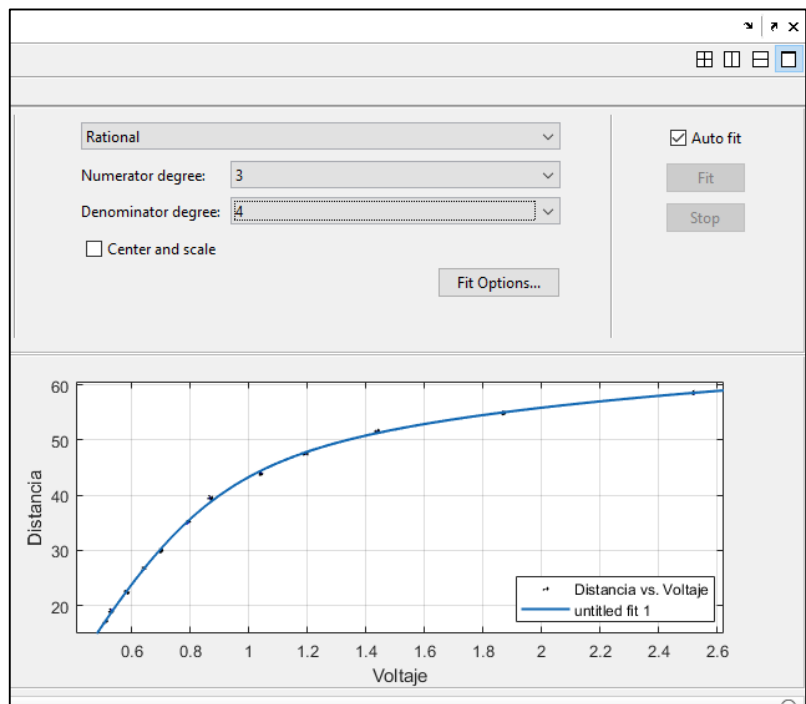 Rational
Auto fit
Numerator degree: 3
Fit
Denominator degree: 4
Stop
Center and scale
Fit Options...
60
50
40
30
20
Distancia
Distancia vs. Voltaje
untitled fit 1
0.6 0.8 1 1.2 1.4 1.6 1.8 2 2.2 2.4 2.6
Voltaje